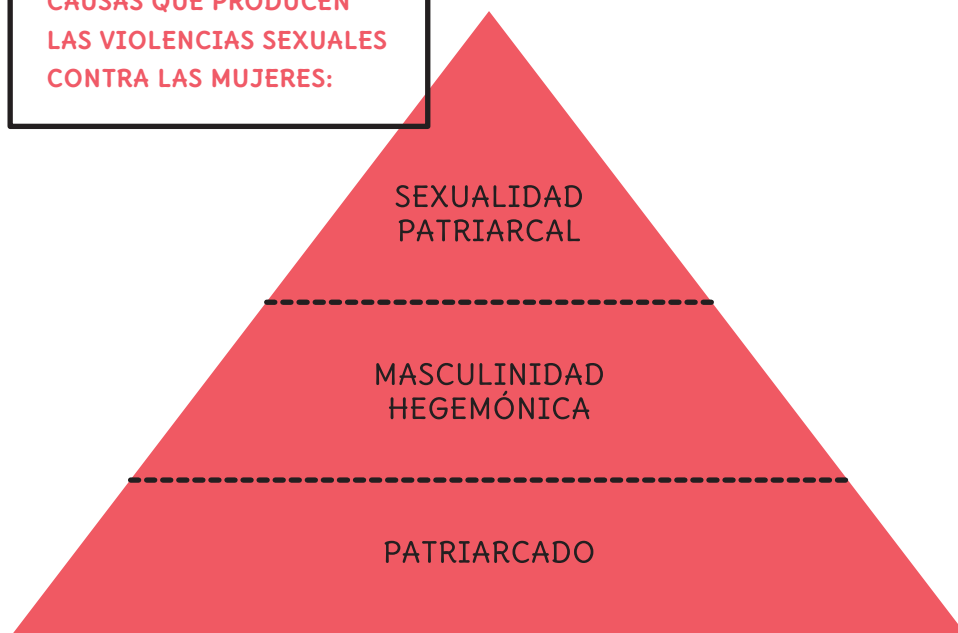 CAUSAS QUE PRODUCEN
LAS VIOLENCIAS SEXUALES
CONTRA LAS MUJERES:
SEXUALIDAD
PATRIARCAL
MASCULINIDAD
HEGEMÓNICA
PATRIARCADO